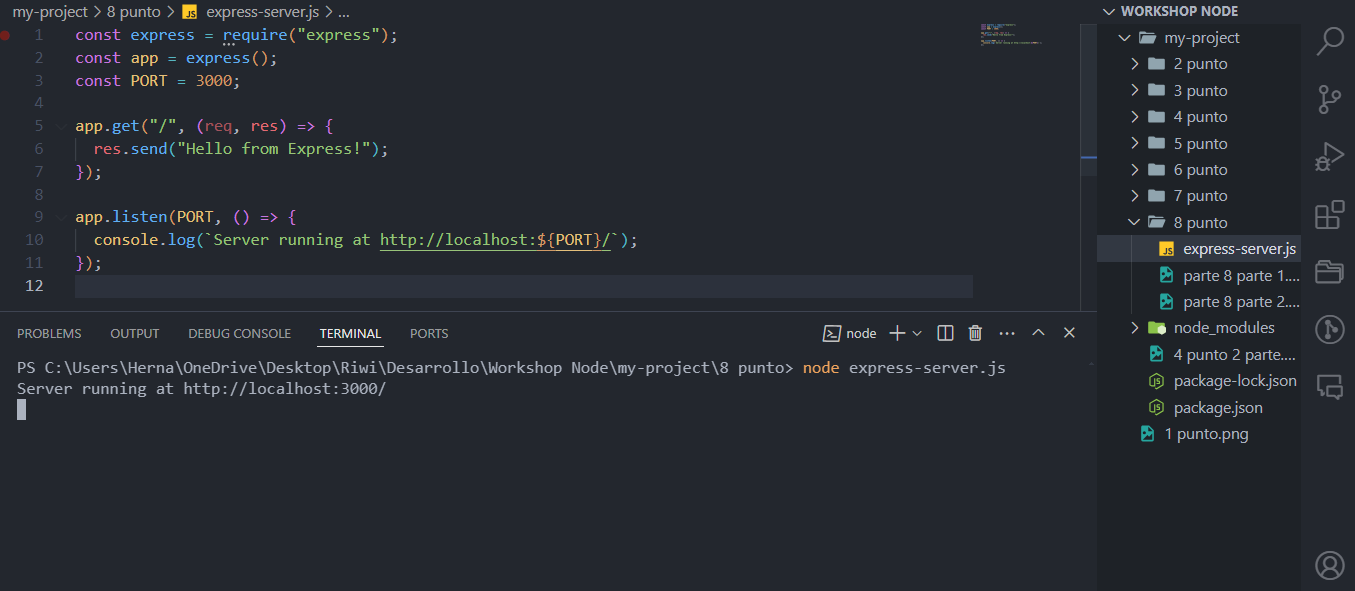 my-project > 8 punto > JS express-server.js > ...
1 const express = require("express");
2 const app = express();
3 const PORT = 3000;
4
5 app.get("/", (req, res) => {
6 res.send("Hello from Express!");
7 });
8
9 app.listen(PORT, () => {
10 console.log(`Server running at http://localhost:${PORT}/`);
11 });
12
PROBLEMS OUTPUT DEBUG CONSOLE TERMINAL PORTS
node
PS C:\Users\Herna\OneDrive\Desktop\Riwi\Desarrollo\Workshop Node\my-project\8 punto> node express-server.js
Server running at http://localhost:3000/
WORKSHOP NODE
my-project
2 punto
3 punto
4 punto
5 punto
6 punto
7 punto
8 punto
JS express-server.js
parte 8 parte 1....
parte 8 parte 2....
node_modules
4 punto 2 parte....
JS package-lock.json
JS package.json
1 punto.png